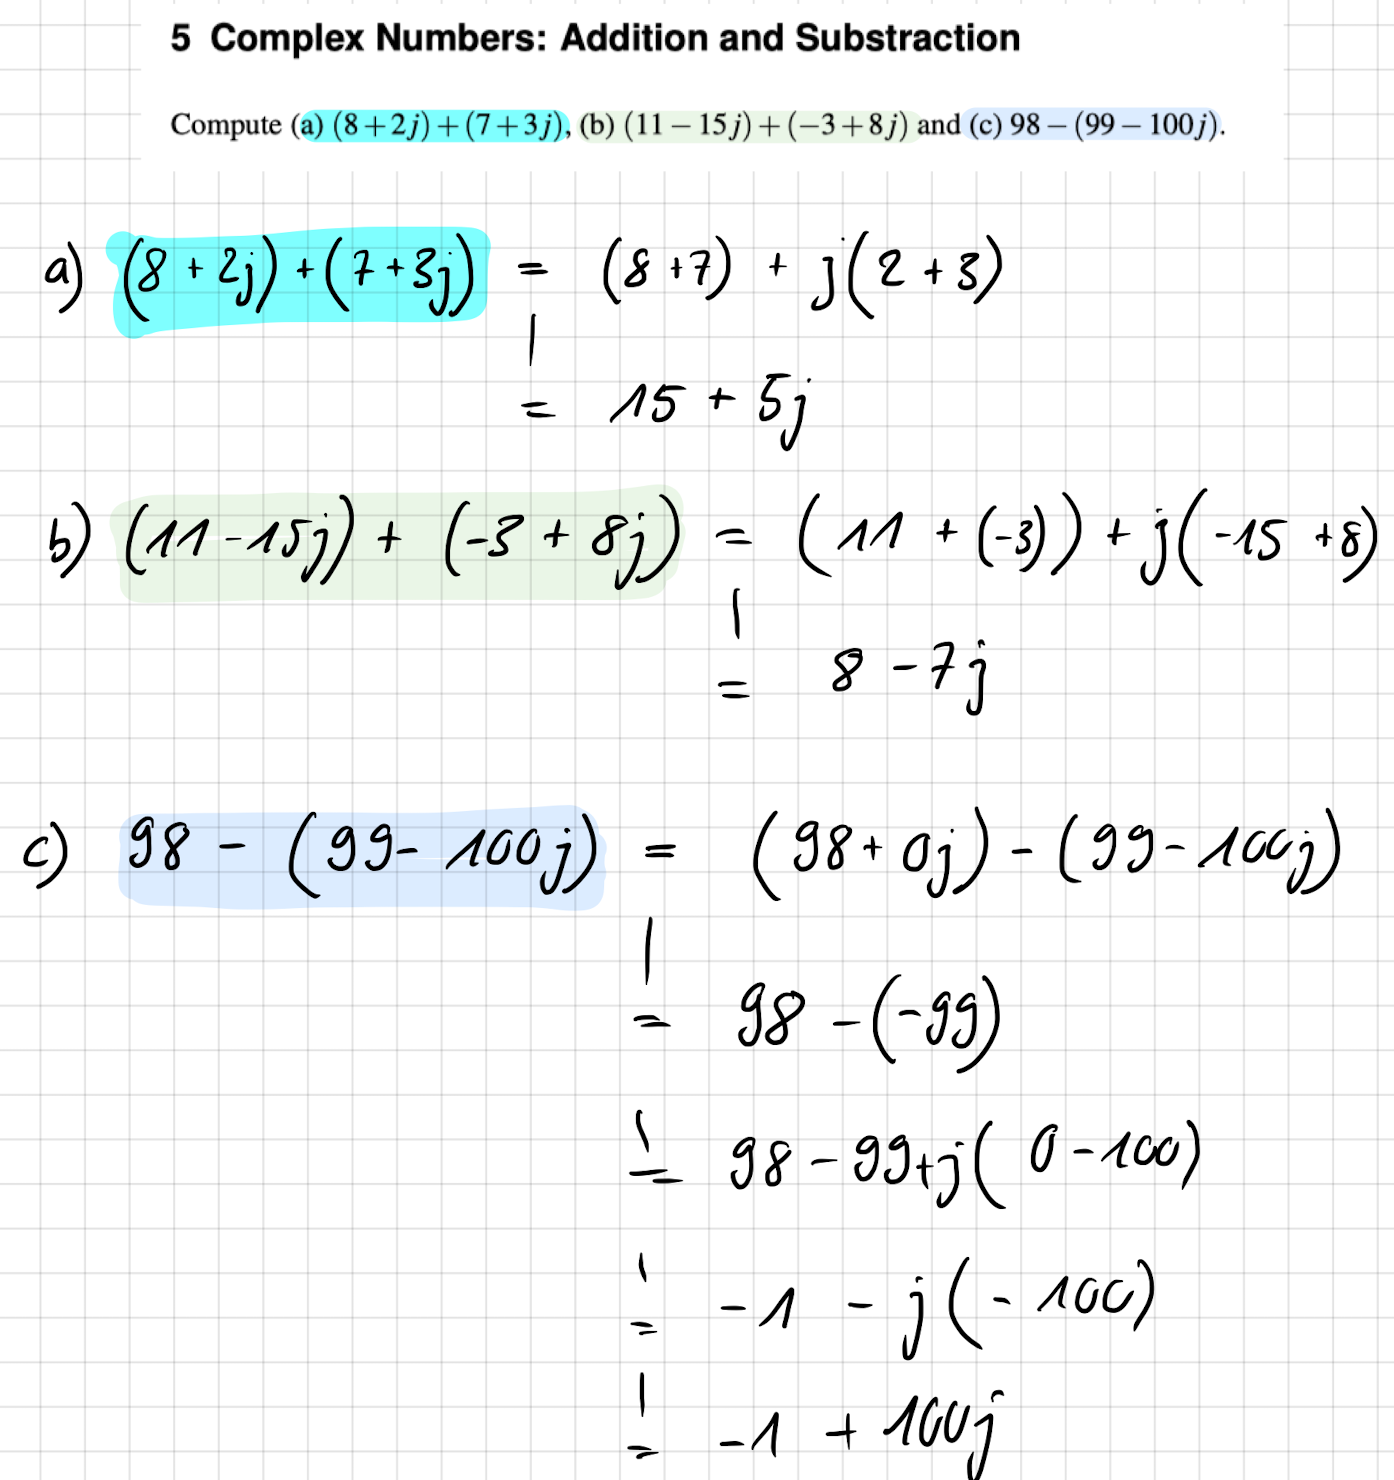 5 Complex Numbers: Addition and Substraction
Compute (a) (8+2j)+(7+3j), (b) (11−15j)+(−3+8j) and (c) 98−(99−100j).
a) (8+2j)+(7+3j) = (8+7) + j(2+3)
= 15 + 5j
b) (11-15j) + (-3 + 8j) = (11 + (-3)) + j(-15 +8)
= 8 -7j
c) 98 - (99- 100j) = (98+ 0j) - (99-100j)
= 98 -(-99)
= 98 - 99+j( 0-100)
= -1 - j(- 100)
= -1 + 100j